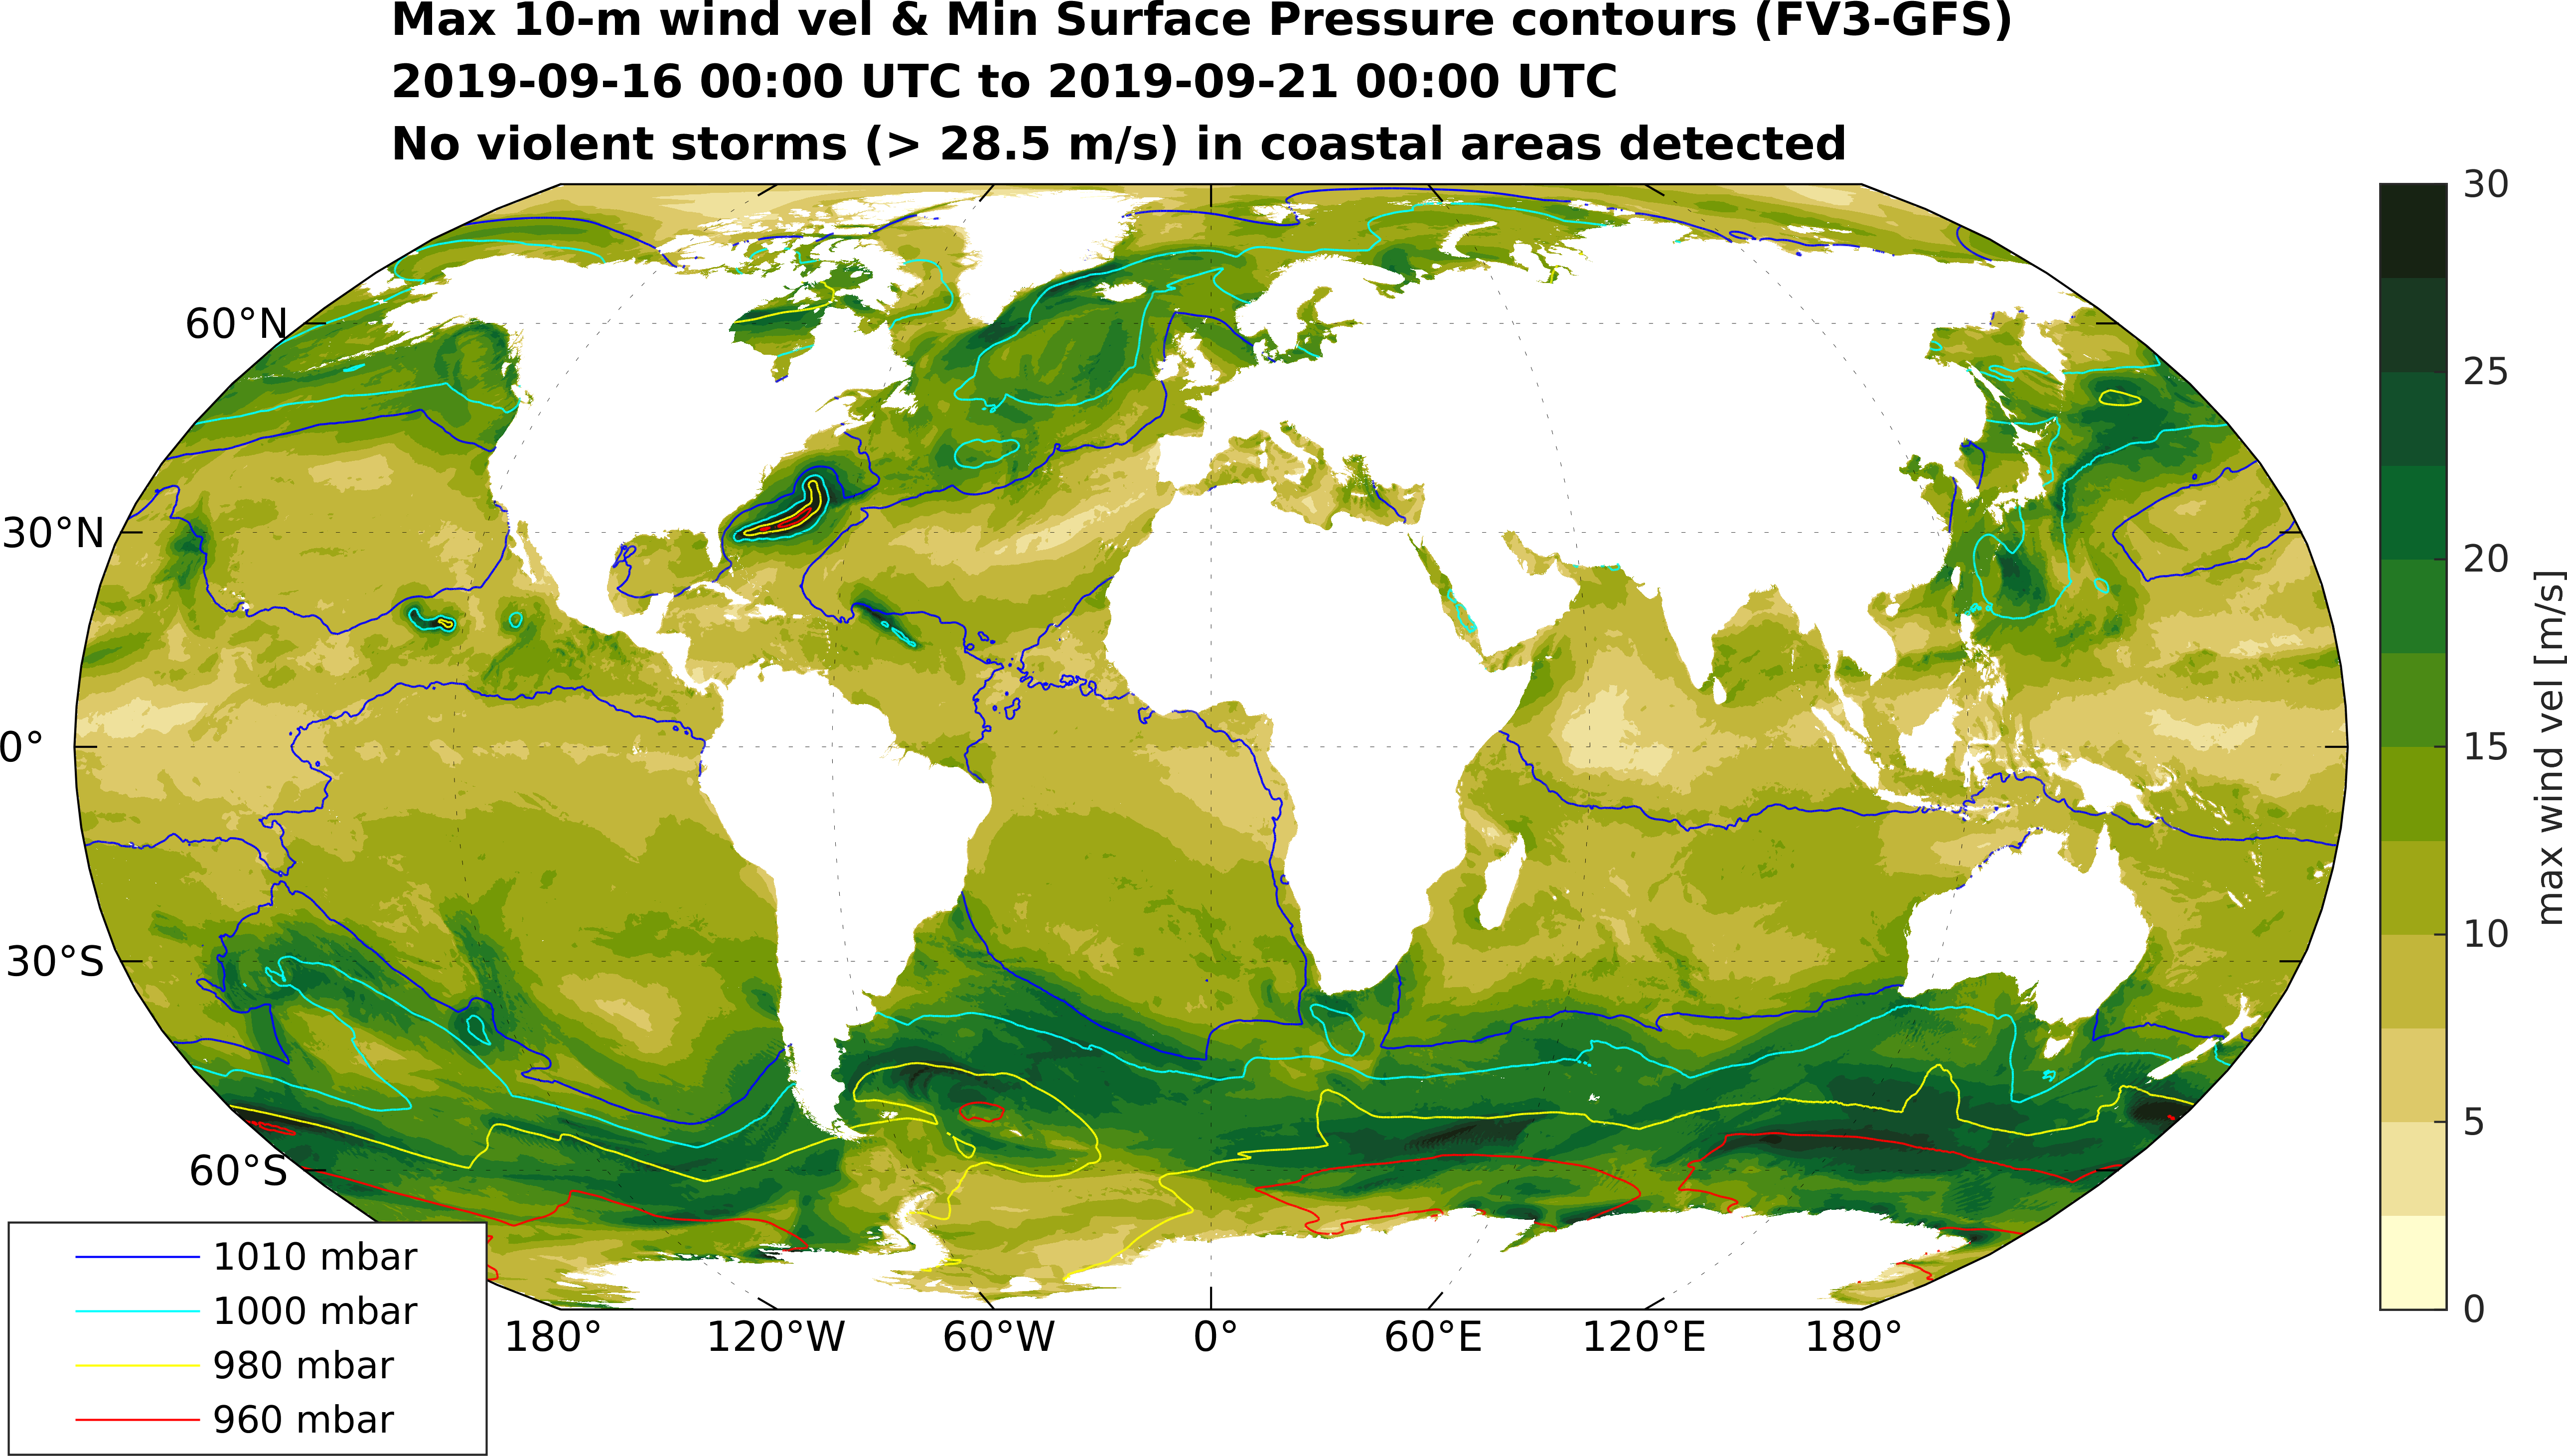 Max 10-m wind vel & Min Surface Pressure contours (FV3-GFS)
2019-09-16 00:00 UTC to 2019-09-21 00:00 UTC
No violent storms (> 28.5 m/s) in coastal areas detected
60°N
30°N
0°
30°S
60°S
180°
120°W
60°W
0°
60°E
120°E
180°
1010 mbar
1000 mbar
980 mbar
960 mbar
30
25
20
15
10
5
0
max wind vel [m/s]